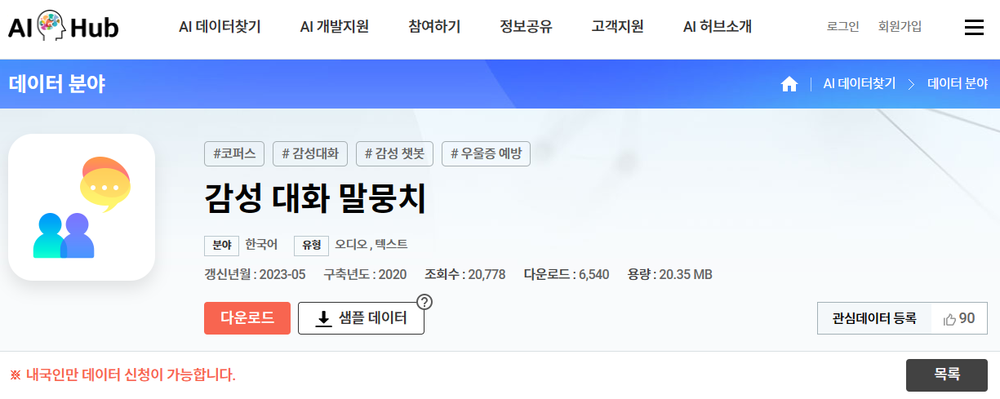 AI Hub AI 데이터찾기 AI 개발지원 참여하기 정보공유 고객지원 AI 허브소개 로그인 회원가입
데이터 분야 AI 데이터찾기 데이터 분야
#코퍼스 # 감성대화 # 감성 챗봇 # 우울증 예방
감성 대화 말뭉치
분야 한국어 유형 오디오 , 텍스트
갱신년월 : 2023-05 구축년도 : 2020 조회수 : 20,778 다운로드 : 6,540 용량 : 20.35 MB
다운로드 샘플 데이터 ? 관심데이터 등록 90
※ 내국인만 데이터 신청이 가능합니다. 목록